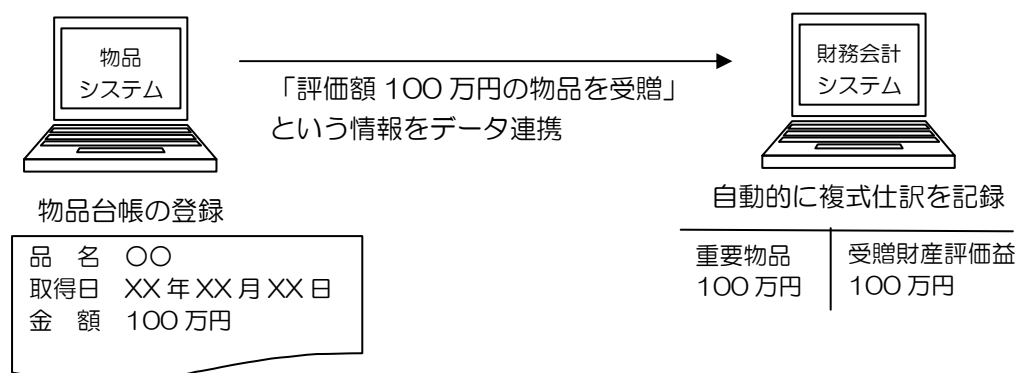 物品
システム
「評価額 100 万円の物品を受贈」
という情報をデータ連携
財務会計
システム
物品台帳の登録
品　名　〇〇
取得日　XX 年 XX 月 XX 日
金　額　100 万円
自動的に複式仕訳を記録
重要物品
100 万円
受贈財産評価益
100 万円